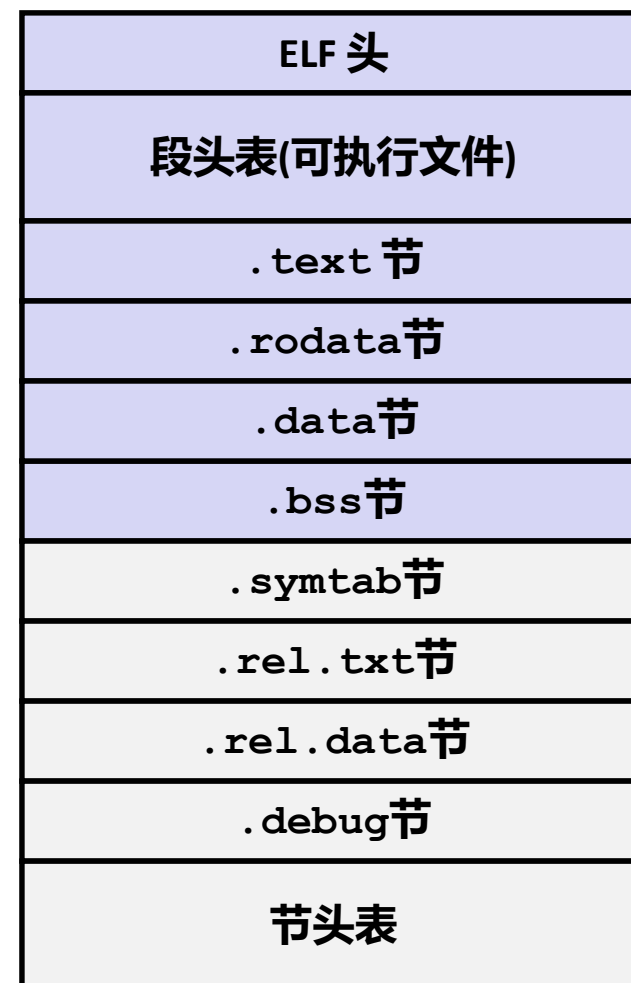 ELF 头
段头表(可执行文件)
.text 节
.rodata节
.data节
.bss节
.symtab节
.rel.txt节
.rel.data节
.debug节
节头表